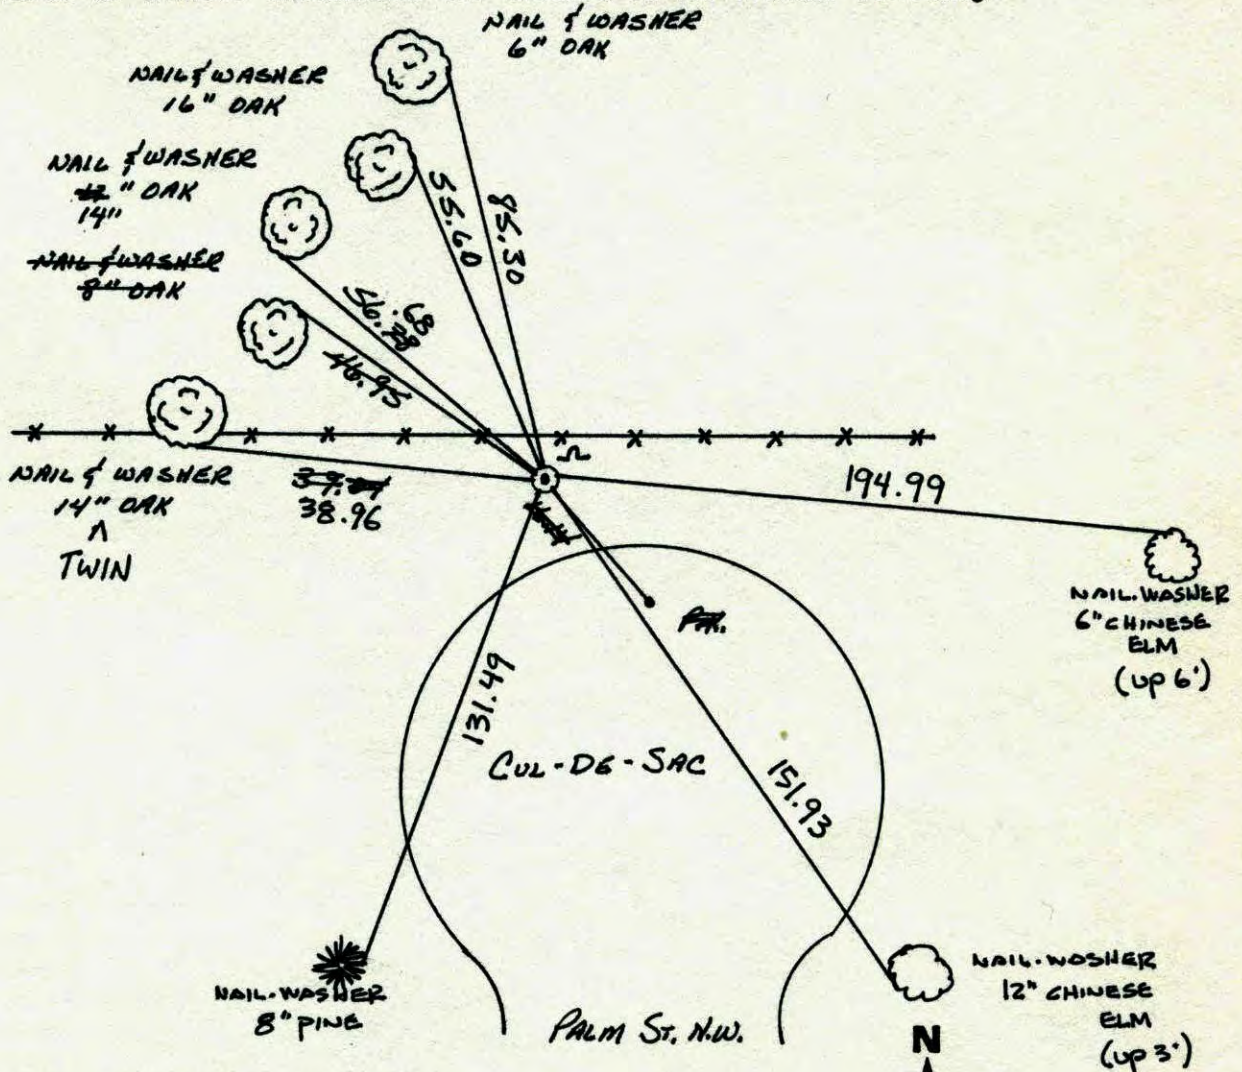 NAIL & WASHER
6" OAK
NAIL & WASHER
16" OAK
NAIL & WASHER
12 " OAK
14"
NAIL & WASHER
8" OAK
55.60
85.30
56.38
.68
46.95
NAIL & WASHER
14" OAK
^
TWIN
38.96
194.99
NAIL.WASHER
6" CHINESE
ELM
(UP 6')
P.K.
131.49
CUL-DE-SAC
151.93
NAIL.WASHER
8" PINE
PALM ST. N.W.
NAIL.WASHER
12" CHINESE
ELM
(UP 3')
N